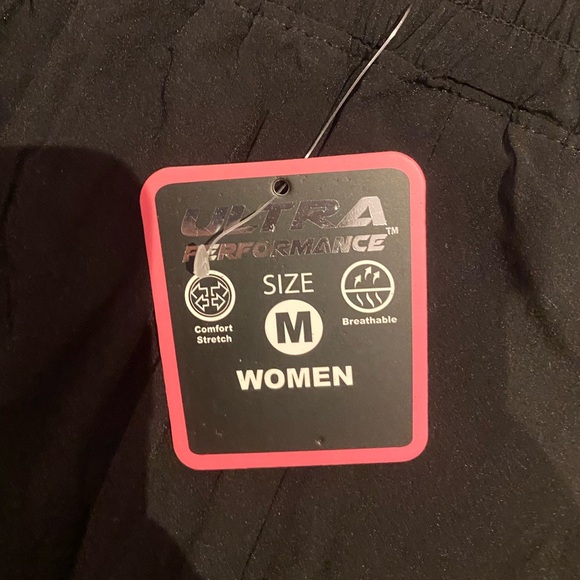 ULTRA
PERFORMANCE™
SIZE
M
Comfort
Stretch
Breathable
WOMEN